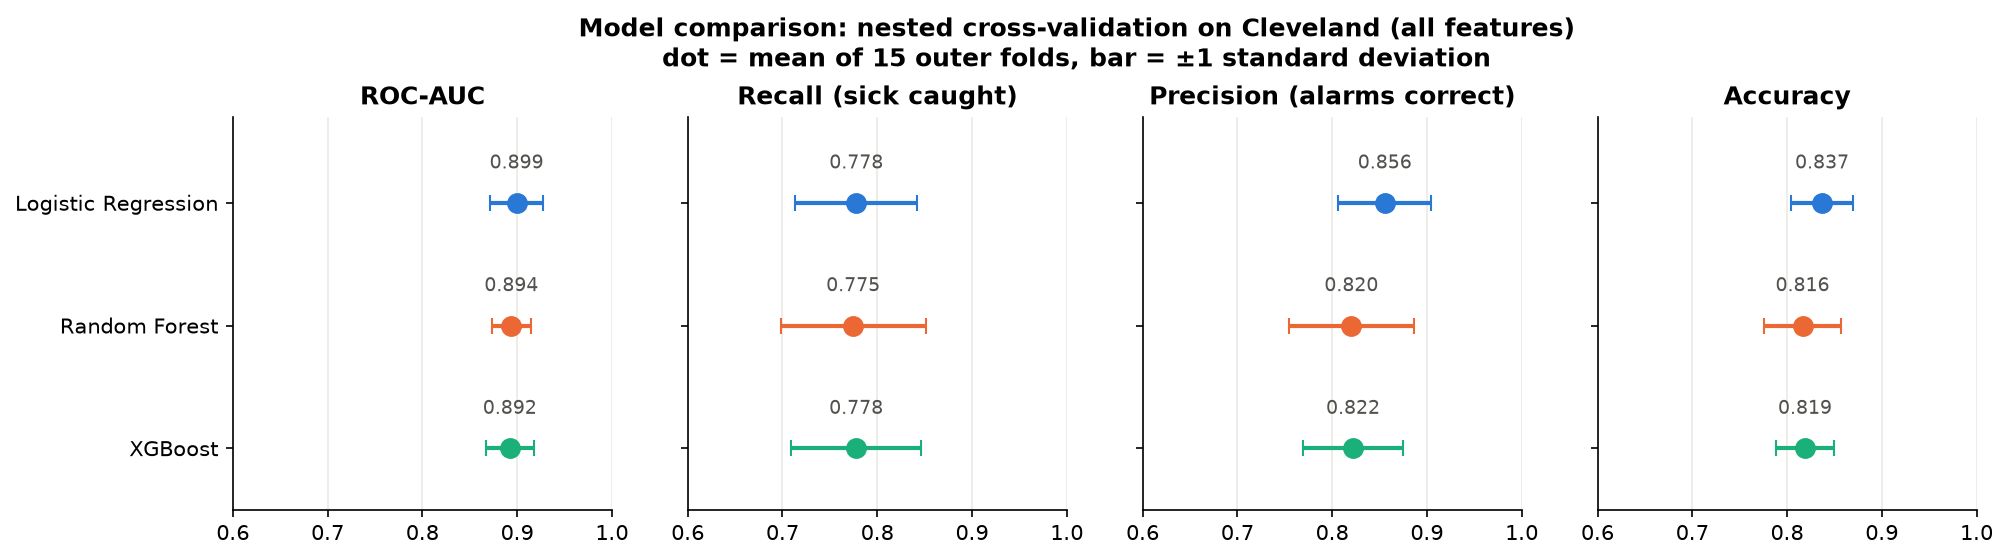 Model comparison: nested cross-validation on Cleveland (all features)
dot = mean of 15 outer folds, bar = ±1 standard deviation
ROC-AUC
Recall (sick caught)
Precision (alarms correct)
Accuracy
0.899
0.778
0.856
0.837
Logistic Regression
0.894
0.775
0.820
0.816
Random Forest
0.892
0.778
0.822
0.819
XGBoost
0.6 0.7 0.8 0.9 1.0
0.6 0.7 0.8 0.9 1.0
0.6 0.7 0.8 0.9 1.0
0.6 0.7 0.8 0.9 1.0